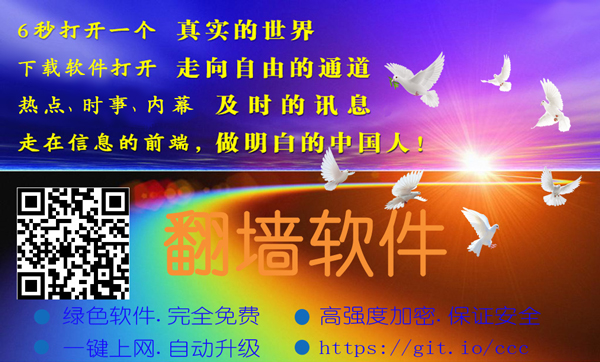 6秒打开一个 真实的世界
下载软件打开 走向自由的通道
热点、时事、内幕 及时的讯息
走在信息的前端，做明白的中国人！
翻墙软件
绿色软件.完全免费
高强度加密.保证安全
一键上网.自动升级
https://git.io/ccc